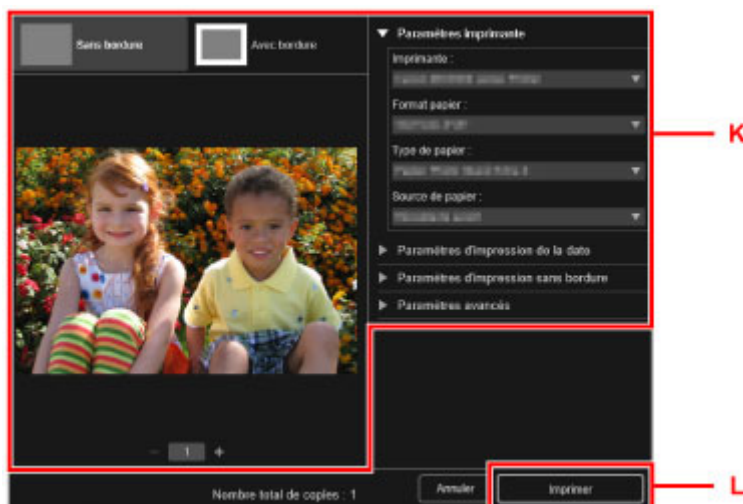 Sans bordure
Avec bordure
Paramètres imprimante
Imprimante :
Format papier :
Type de papier :
Source de papier :
Paramètres d'impression de la date
Paramètres d'impression sans bordure
Paramètres avancés
K
1
Nombre total de copies : 1
Annuler
Imprimer
L